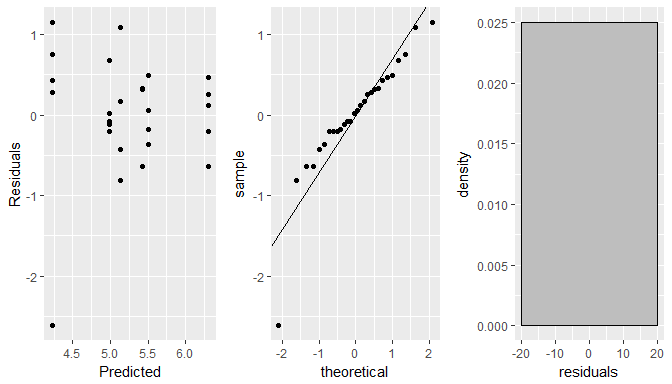 1
0
-1
-2
Residuals
4.5 5.0 5.5 6.0
Predicted
1
0
-1
-2
sample
-2 -1 0 1 2
theoretical
0.025
0.020
0.015
0.010
0.005
0.000
density
-20 -10 0 10 20
residuals